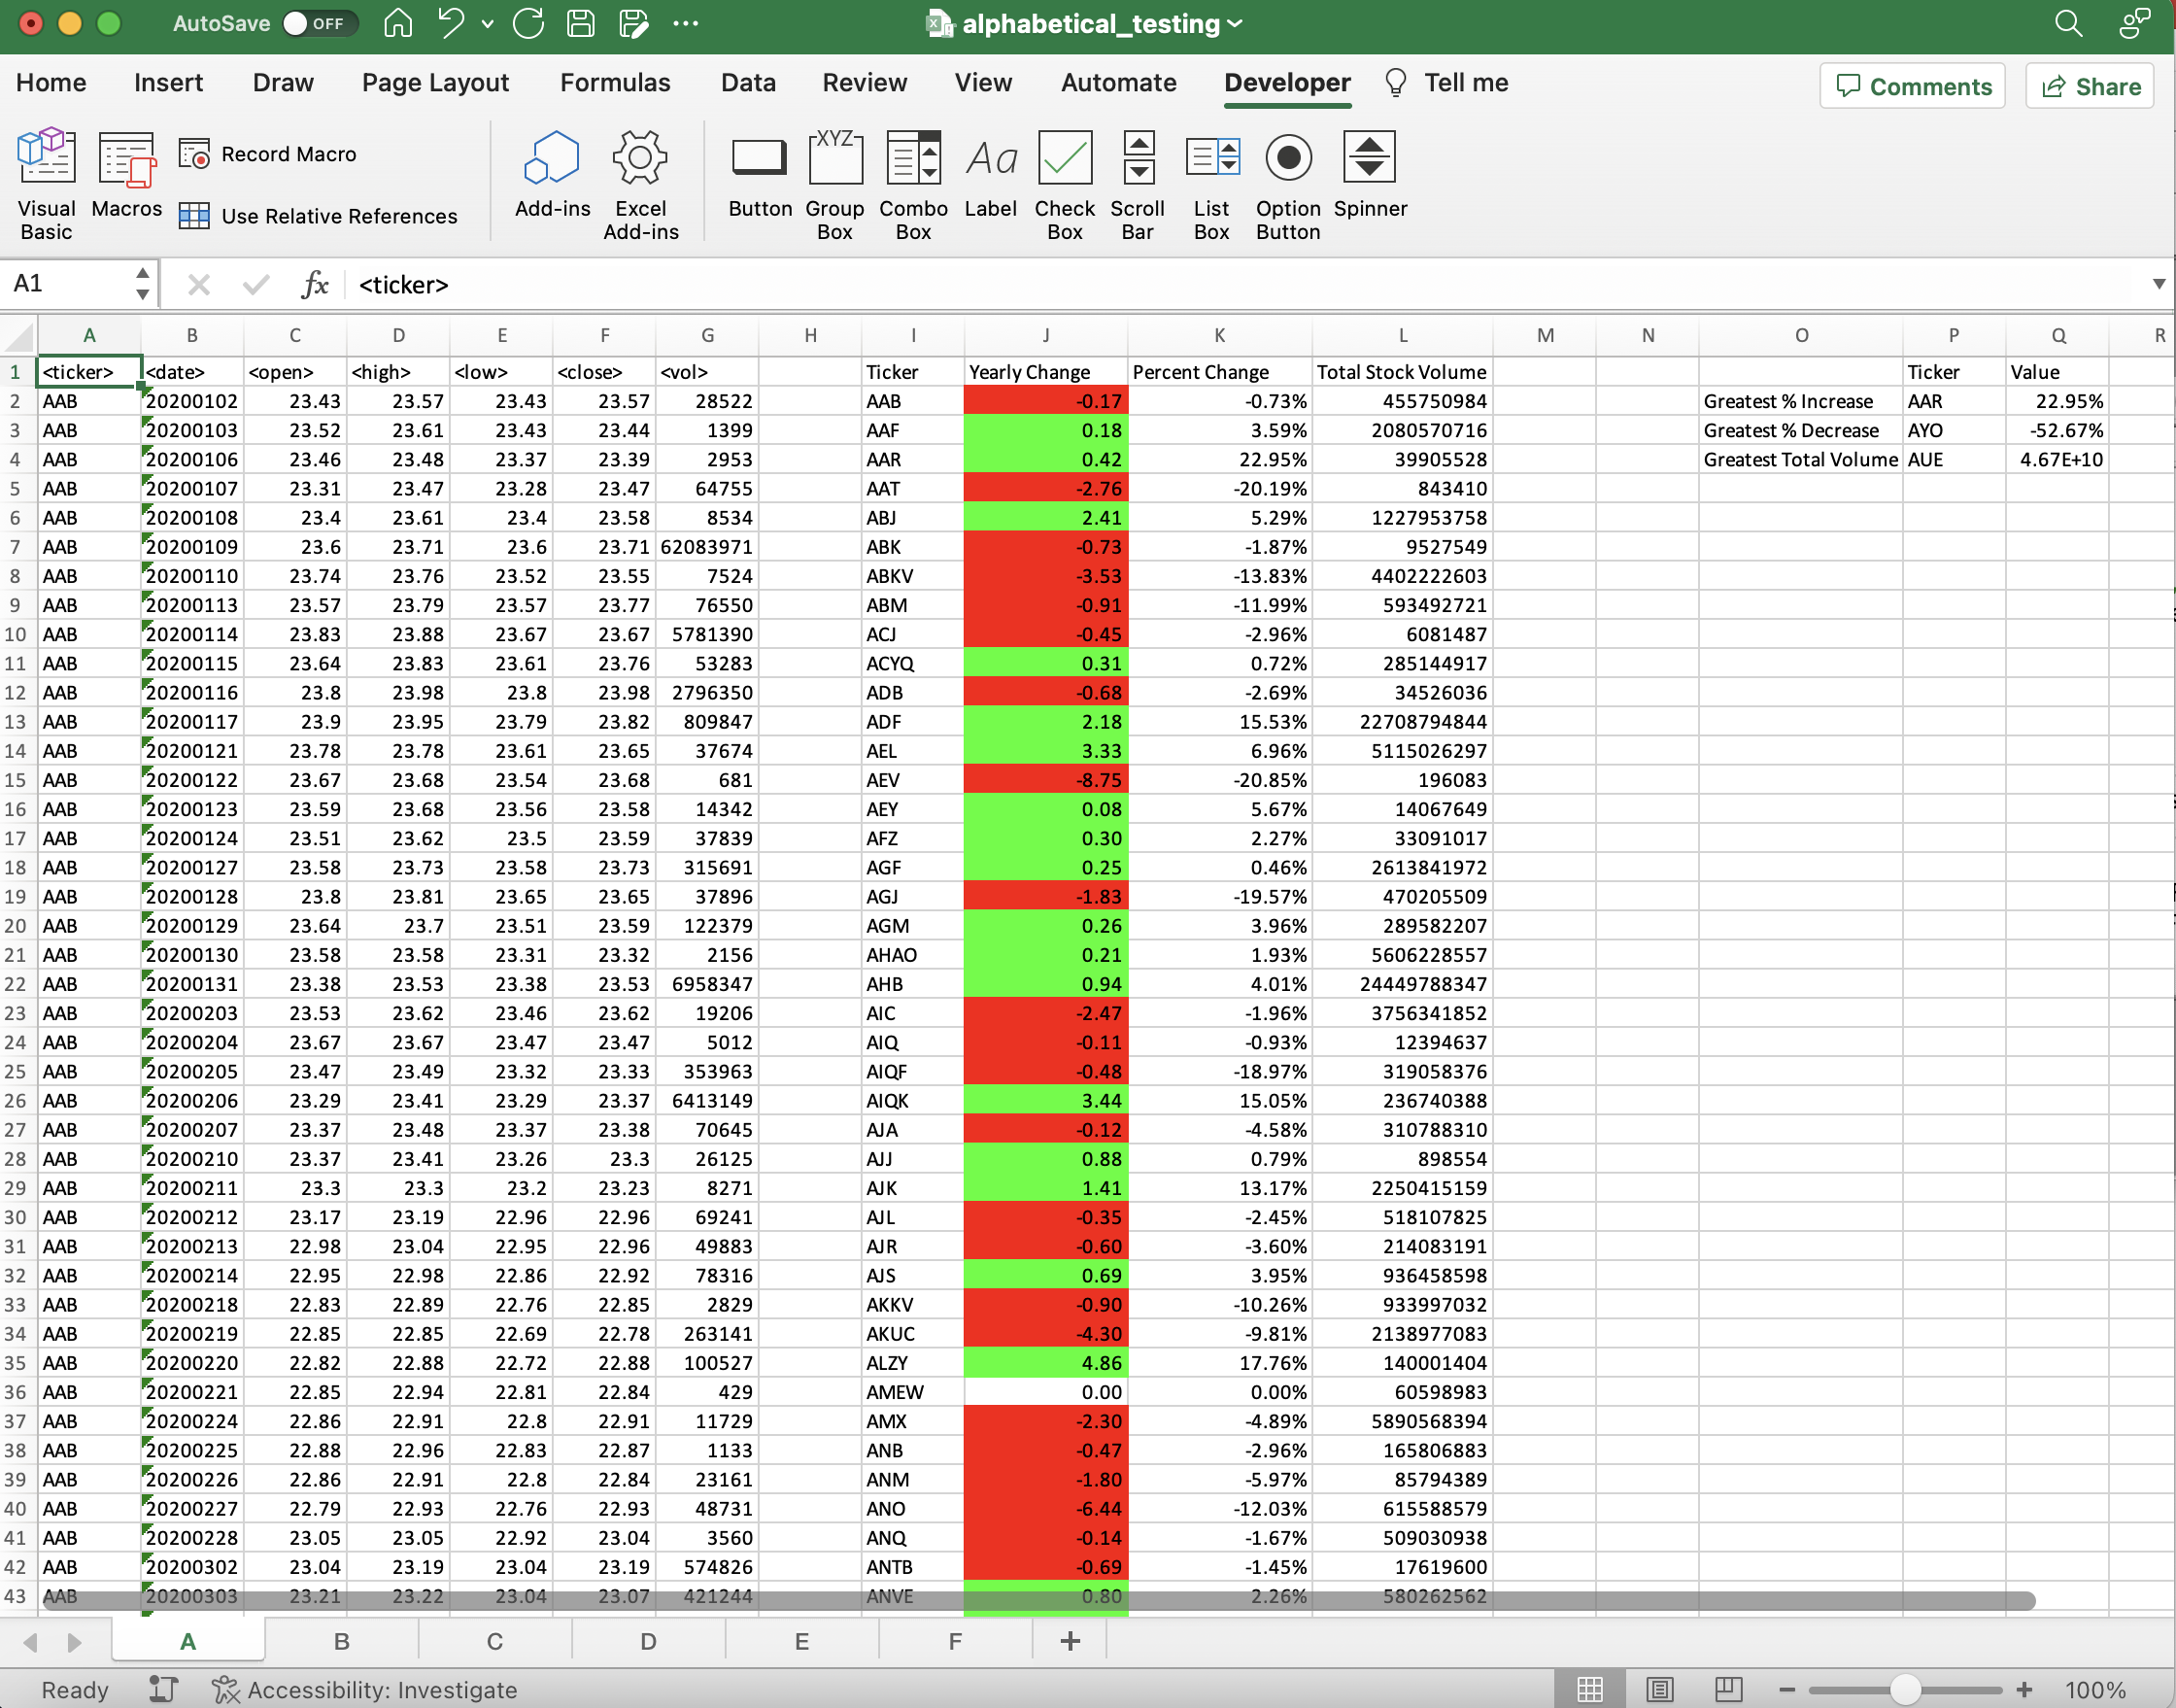 AutoSave OFF alphabetical_testing
Home Insert Draw Page Layout Formulas Data Review View Automate Developer Tell me Comments Share
Visual Basic Macros Record Macro Use Relative References Add-ins Excel Add-ins Button Group Box Combo Box Label Check Box Scroll Bar List Box Option Button Spinner
XYZ Aa
A1 fx <ticker>
A B C D E F G H I J K L M N O P Q R
1 <ticker> <date> <open> <high> <low> <close> <vol> Ticker Yearly Change Percent Change Total Stock Volume Ticker Value
2 AAB 20200102 23.43 23.57 23.43 23.57 28522 AAB -0.17 -0.73% 455750984 Greatest % Increase AAR 22.95%
3 AAB 20200103 23.52 23.61 23.43 23.44 1399 AAF 0.18 3.59% 2080570716 Greatest % Decrease AYO -52.67%
4 AAB 20200106 23.46 23.48 23.37 23.39 2953 AAR 0.42 22.95% 39905528 Greatest Total Volume AUE 4.67E+10
5 AAB 20200107 23.31 23.47 23.28 23.47 64755 AAT -2.76 -20.19% 843410
6 AAB 20200108 23.4 23.61 23.4 23.58 8534 ABJ 2.41 5.29% 1227953758
7 AAB 20200109 23.6 23.71 23.6 23.71 62083971 ABK -0.73 -1.87% 9527549
8 AAB 20200110 23.74 23.76 23.52 23.55 7524 ABKV -3.53 -13.83% 4402222603
9 AAB 20200113 23.57 23.79 23.57 23.77 76550 ABM -0.91 -11.99% 593492721
10 AAB 20200114 23.83 23.88 23.67 23.67 5781390 ACJ -0.45 -2.96% 6081487
11 AAB 20200115 23.64 23.83 23.61 23.76 53283 ACYQ 0.31 0.72% 285144917
12 AAB 20200116 23.8 23.98 23.8 23.98 2796350 ADB -0.68 -2.69% 34526036
13 AAB 20200117 23.9 23.95 23.79 23.82 809847 ADF 2.18 15.53% 22708794844
14 AAB 20200121 23.78 23.78 23.61 23.65 37674 AEL 3.33 6.96% 5115026297
15 AAB 20200122 23.67 23.68 23.54 23.68 681 AEV -8.75 -20.85% 196083
16 AAB 20200123 23.59 23.68 23.56 23.58 14342 AEY 0.08 5.67% 14067649
17 AAB 20200124 23.51 23.62 23.5 23.59 37839 AFZ 0.30 2.27% 33091017
18 AAB 20200127 23.58 23.73 23.58 23.73 315691 AGF 0.25 0.46% 2613841972
19 AAB 20200128 23.8 23.81 23.65 23.65 37896 AGJ -1.83 -19.57% 470205509
20 AAB 20200129 23.64 23.7 23.51 23.59 122379 AGM 0.26 3.96% 289582207
21 AAB 20200130 23.58 23.58 23.31 23.32 2156 AHAO 0.21 1.93% 5606228557
22 AAB 20200131 23.38 23.53 23.38 23.53 6958347 AHB 0.94 4.01% 24449788347
23 AAB 20200203 23.53 23.62 23.46 23.62 19206 AIC -2.47 -1.96% 3756341852
24 AAB 20200204 23.67 23.67 23.47 23.47 5012 AIQ -0.11 -0.93% 12394637
25 AAB 20200205 23.47 23.49 23.32 23.33 353963 AIQF -0.48 -18.97% 319058376
26 AAB 20200206 23.29 23.41 23.29 23.37 6413149 AIQK 3.44 15.05% 236740388
27 AAB 20200207 23.37 23.48 23.37 23.38 70645 AJA -0.12 -4.58% 310788310
28 AAB 20200210 23.37 23.41 23.26 23.3 26125 AJJ 0.88 0.79% 898554
29 AAB 20200211 23.3 23.3 23.2 23.23 8271 AJK 1.41 13.17% 2250415159
30 AAB 20200212 23.17 23.19 22.96 22.96 69241 AJL -0.35 -2.45% 518107825
31 AAB 20200213 22.98 23.04 22.95 22.96 49883 AJR -0.60 -3.60% 214083191
32 AAB 20200214 22.95 22.98 22.86 22.92 78316 AJS 0.69 3.95% 936458598
33 AAB 20200218 22.83 22.89 22.76 22.85 2829 AKKV -0.90 -10.26% 933997032
34 AAB 20200219 22.85 22.85 22.69 22.78 263141 AKUC -4.30 -9.81% 2138977083
35 AAB 20200220 22.82 22.88 22.72 22.88 100527 ALZY 4.86 17.76% 140001404
36 AAB 20200221 22.85 22.94 22.81 22.84 429 AMEW 0.00 0.00% 60598983
37 AAB 20200224 22.86 22.91 22.8 22.91 11729 AMX -2.30 -4.89% 5890568394
38 AAB 20200225 22.88 22.96 22.83 22.87 1133 ANB -0.47 -2.96% 165806883
39 AAB 20200226 22.86 22.91 22.8 22.84 23161 ANM -1.80 -5.97% 85794389
40 AAB 20200227 22.79 22.93 22.76 22.93 48731 ANO -6.44 -12.03% 615588579
41 AAB 20200228 23.05 23.05 22.92 23.04 3560 ANQ -0.14 -1.67% 509030938
42 AAB 20200302 23.04 23.19 23.04 23.19 574826 ANTB -0.69 -1.45% 17619600
43 AAB 20200303 23.21 23.22 23.04 23.07 421244 ANVE 0.80 2.26% 580262562
A B C D E F +
Ready Accessibility: Investigate 100%